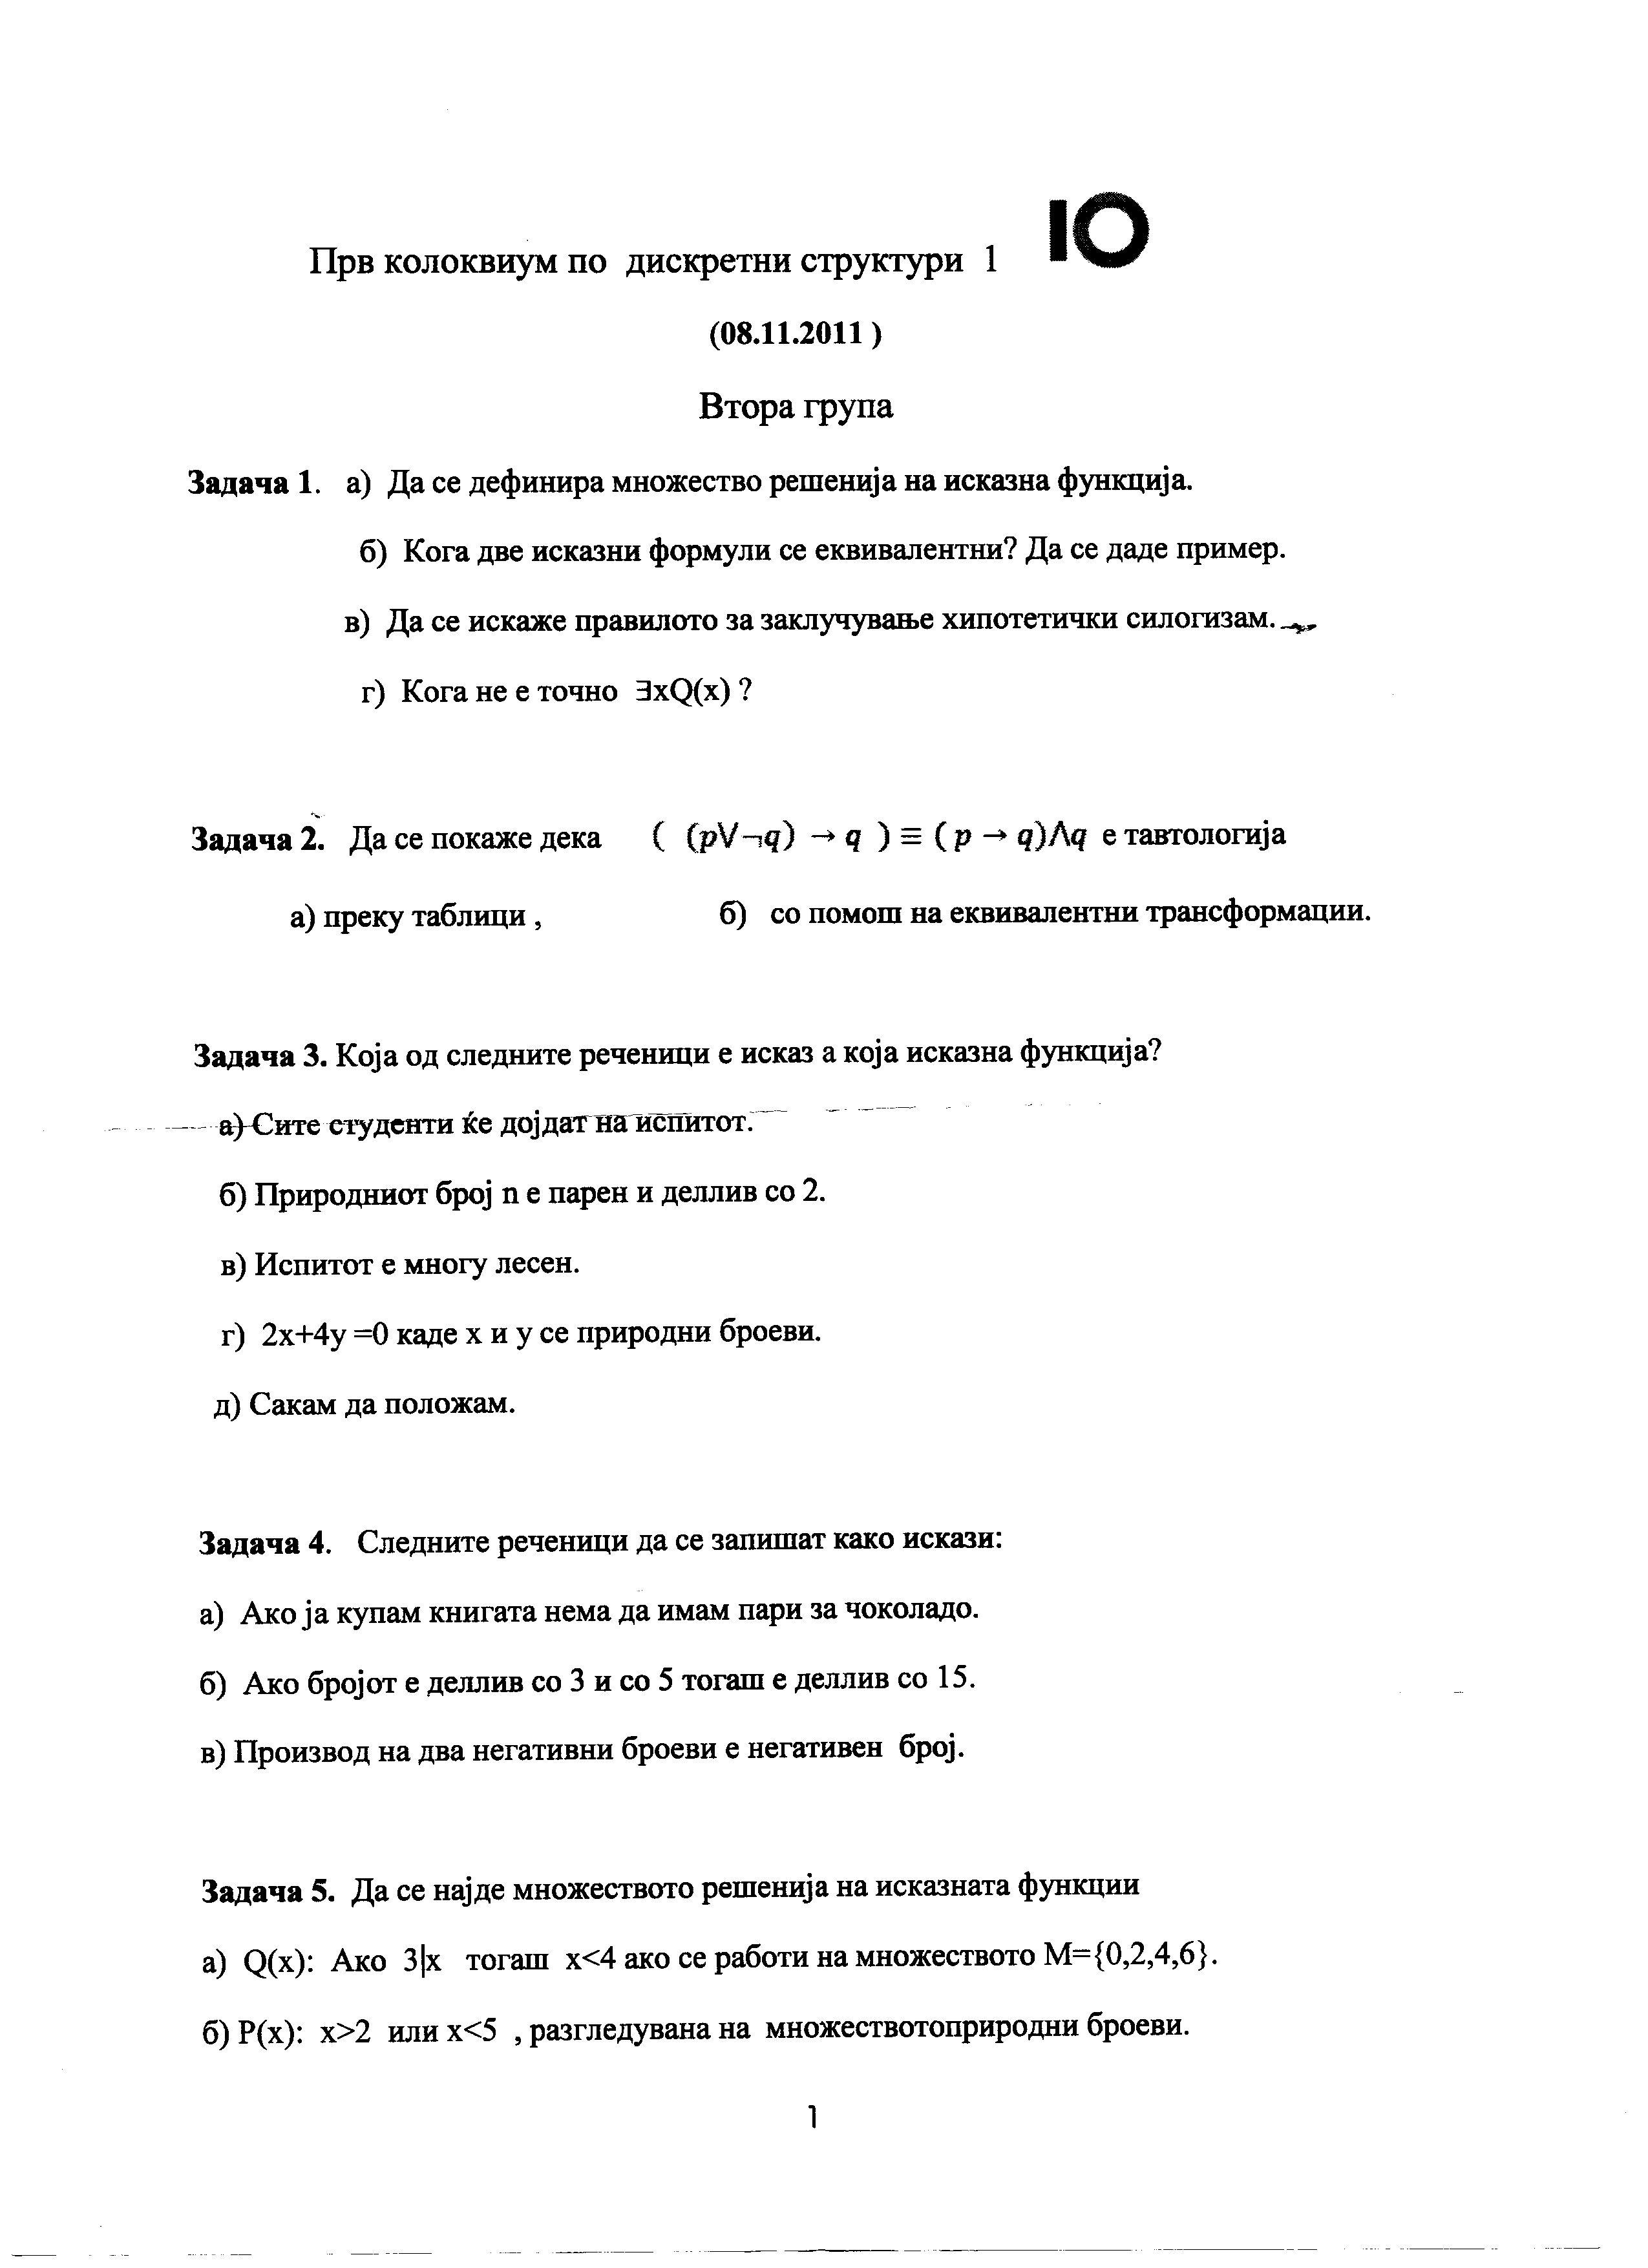 Прв колоквиум по дискретни структури 1 10
(08.11.2011 )
Втора група
Задача 1. а) Да се дефинира множество решенија на исказна функција.
б) Кога две исказни формули се еквивалентни? Да се даде пример.
в) Да се искаже правилото за заклучување хипотетички силогизам.
г) Кога не е точно ∃xQ(x) ?
Задача 2. Да се покаже дека ( (p∨¬q) → q ) ≡ ( p → q)∧q е тавтологија
а) преку таблици , б) со помош на еквивалентни трансформации.
Задача 3. Која од следните реченици е исказ а која исказна функција?
а) Сите студенти ќе дојдат на испитот.
б) Природниот број n е парен и деллив со 2.
в) Испитот е многу лесен.
г) 2x+4y =0 каде x и y се природни броеви.
д) Сакам да положам.
Задача 4. Следните реченици да се запишат како искази:
а) Ако ја купам книгата нема да имам пари за чоколадо.
б) Ако бројот е деллив со 3 и со 5 тогаш е деллив со 15.
в) Производ на два негативни броеви е негативен број.
Задача 5. Да се најде множеството решенија на исказната функции
а) Q(x): Ако 3|x тогаш x<4 ако се работи на множеството M={0,2,4,6}.
б) P(x): x>2 или x<5 , разгледувана на множествотоприродни броеви.
1